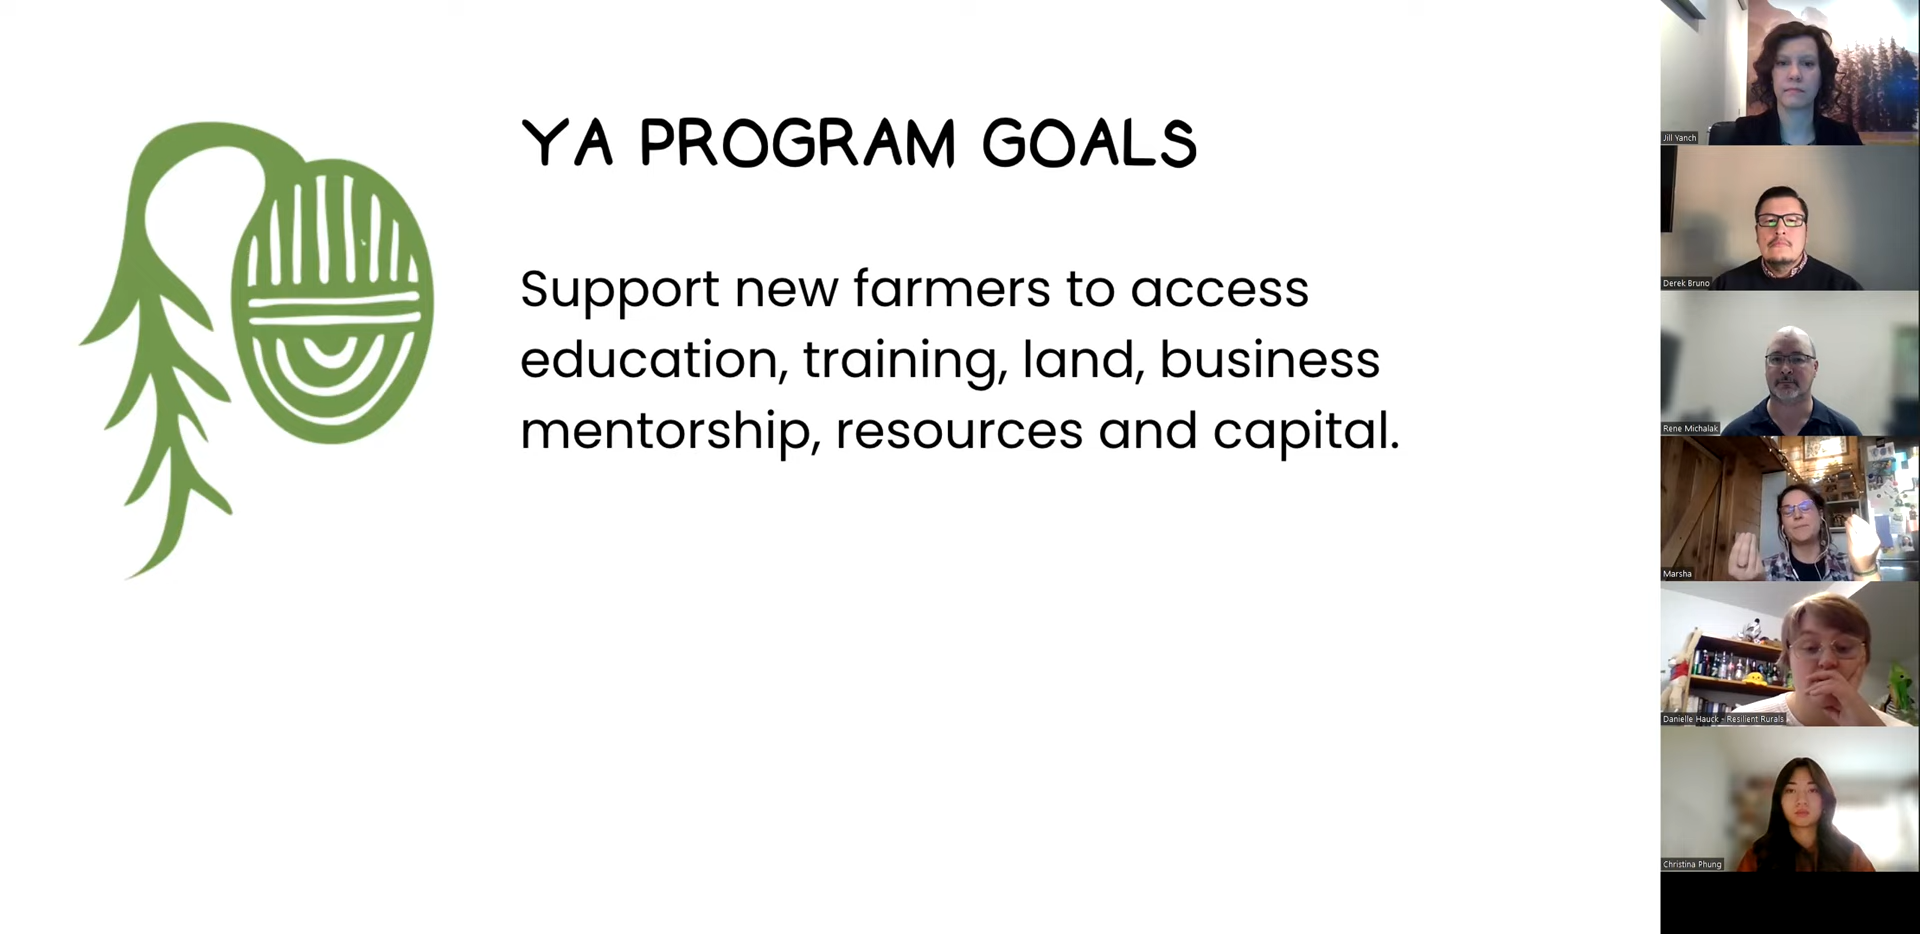 YA PROGRAM GOALS
Support new farmers to access
education, training, land, business
mentorship, resources and capital.
Jill Yanch
Derek Bruno
Rene Michalak
Marsha
Danielle Hauck - Resilient Rurals
Christina Phung